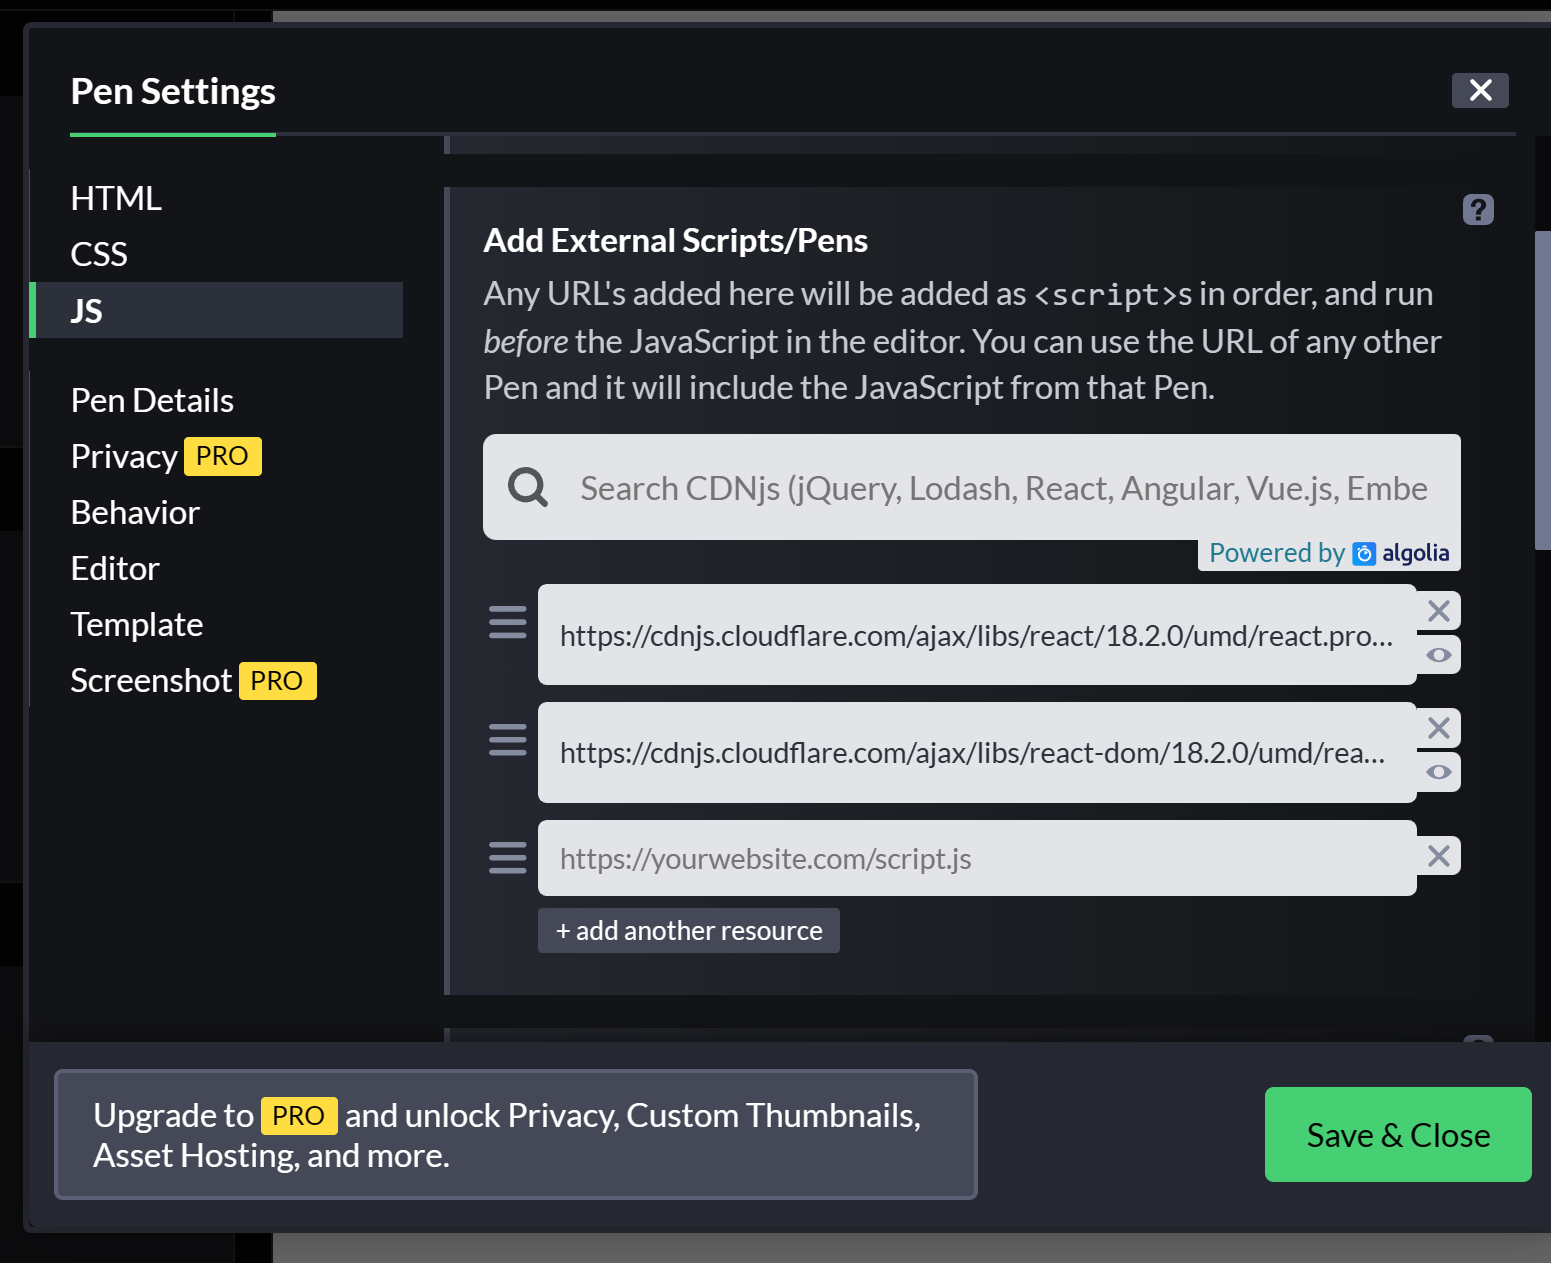 Pen Settings
HTML
CSS
JS
Pen Details
Privacy PRO
Behavior
Editor
Template
Screenshot PRO
?
Add External Scripts/Pens
Any URL's added here will be added as <script>s in order, and run
before the JavaScript in the editor. You can use the URL of any other
Pen and it will include the JavaScript from that Pen.
Search CDNjs (jQuery, Lodash, React, Angular, Vue.js, Embe
Powered by algolia
https://cdnjs.cloudflare.com/ajax/libs/react/18.2.0/umd/react.pro...
https://cdnjs.cloudflare.com/ajax/libs/react-dom/18.2.0/umd/rea...
https://yourwebsite.com/script.js
+ add another resource
Upgrade to PRO and unlock Privacy, Custom Thumbnails,
Asset Hosting, and more.
Save & Close